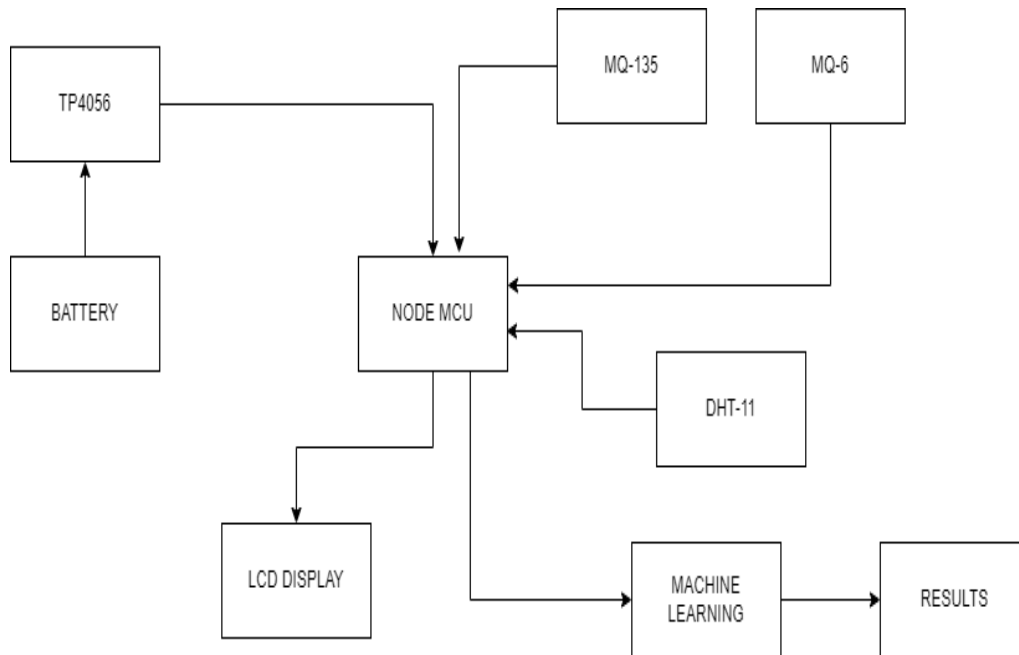 MQ-135
MQ-6
TP4056
BATTERY
NODE MCU
DHT-11
LCD DISPLAY
MACHINE
LEARNING
RESULTS